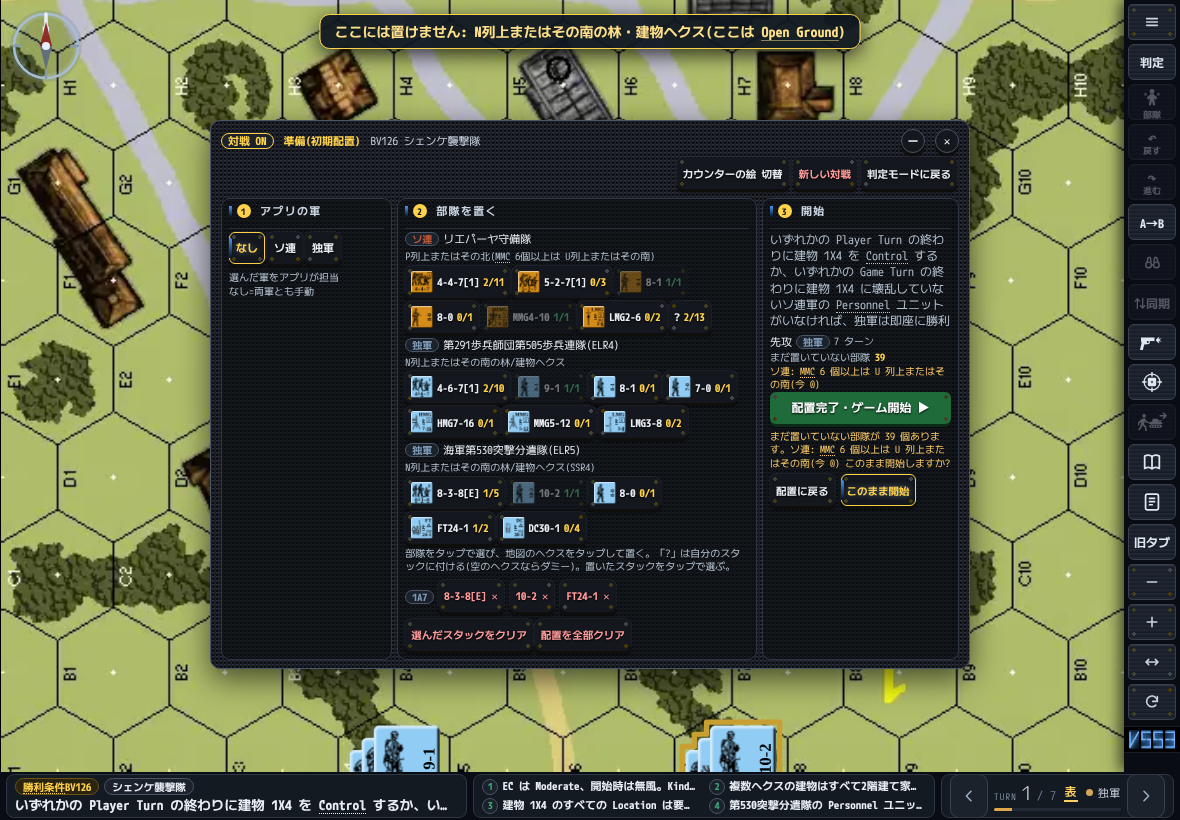 ここには置けません: N列上またはその南の林・建物ヘクス(ここは Open Ground)
H1
H2
H3
H4
H5
H6
H7
H8
H9
H10
G1
G2
G10
F1
F2
F10
E1
E2
E10
D1
D2
D10
C1
C2
C10
B1
B2
B10
対戦 ON 準備(初期配置) BV126 シェンケ襲撃隊
− ×
カウンターの絵 切替 新しい対戦 判定モードに戻る
1 アプリの軍
なし ソ連 独軍
選んだ軍をアプリが担当
なし=両軍とも手動
2 部隊を置く
ソ連 リエパーヤ守備隊
P列上またはその北(MMC 6個以上は U列上またはその南)
4-4-7[1] 2/11 5-2-7[1] 0/3 8-1 1/1
8-0 0/1 MMG4-10 1/1 LMG2-6 0/2 ? 2/13
独軍 第291歩兵師団第505歩兵連隊(ELR4)
N列上またはその南の林/建物ヘクス
4-6-7[1] 2/10 9-1 1/1 8-1 0/1 7-0 0/1
HMG7-16 0/1 MMG5-12 0/1 LMG3-8 0/2
独軍 海軍第530突撃分遣隊(ELR5)
N列上またはその南の林/建物ヘクス(SSR4)
8-3-8[E] 1/5 10-2 1/1 8-0 0/1
FT24-1 1/2 DC30-1 0/4
部隊をタップで選び、地図のヘクスをタップして置く。「?」は自分のスタ
ックに付ける(空のヘクスならダミー)。置いたスタックをタップで選ぶ。
1A7 8-3-8[E] × 10-2 × FT24-1 ×
選んだスタックをクリア 配置を全部クリア
3 開始
いずれかの Player Turn の終わ
りに建物 1X4 を Control する
か、いずれかの Game Turn の終
わりに建物 1X4 に壊乱していな
いソ連軍の Personnel ユニット
がいなければ、独軍は即座に勝利
先攻 独軍 7 ターン
まだ置いていない部隊 39
ソ連: MMC 6 個以上は U 列上またはそ
の南(今 0)
配置完了・ゲーム開始 ▶
まだ置いていない部隊が 39 個ありま
す。ソ連: MMC 6 個以上は U 列上また
はその南(今 0) このまま開始しますか?
配置に戻る このまま開始
9-1
10-2
判定
部隊
戻す
進む
A→B
⇅同期
旧タブ
−
+
↔
VSS3
勝利条件BV126 シェンケ襲撃隊
いずれかの Player Turn の終わりに建物 1X4 を Control するか、い…
1 EC は Moderate、開始時は無風。Kind…
2 複数ヘクスの建物はすべて2階建て家…
3 建物 1X4 のすべての Location は要…
4 第530突撃分遣隊の Personnel ユニッ…
TURN 1 / 7 表 独軍